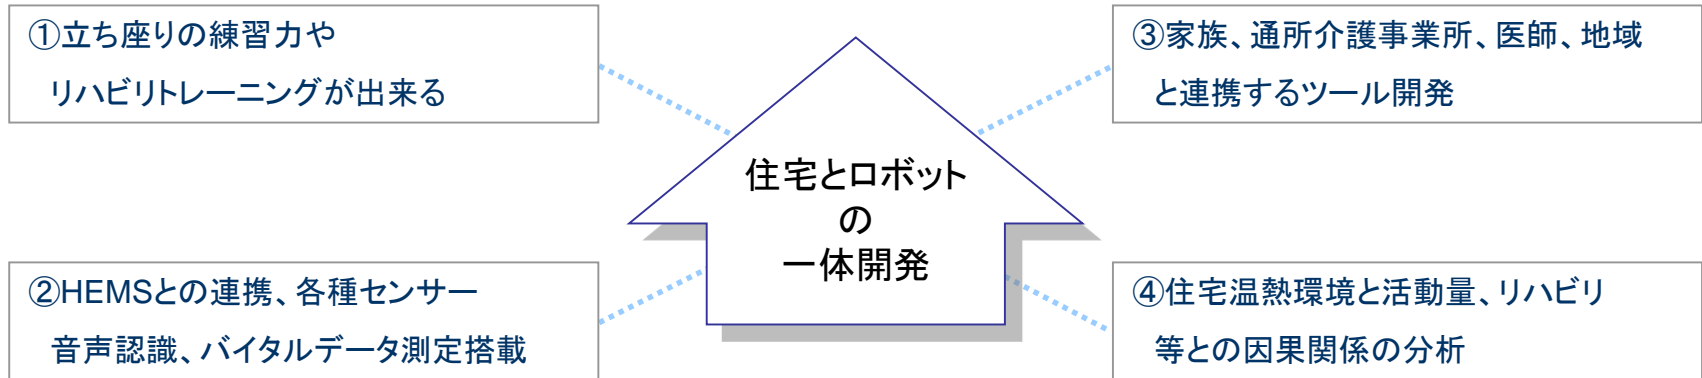 ①立ち座りの練習力や
リハビリトレーニングが出来る
②HEMSとの連携、各種センサー
音声認識、バイタルデータ測定搭載
住宅とロボット
の
一体開発
③家族、通所介護事業所、医師、地域
と連携するツール開発
④住宅温熱環境と活動量、リハビリ
等との因果関係の分析